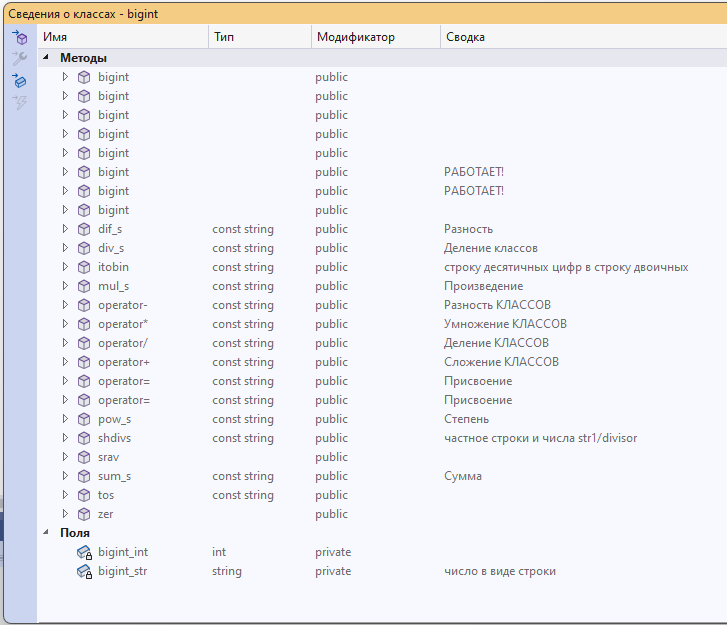 Сведения о классах - bigint
Имя Тип Модификатор Сводка
Методы
bigint public
bigint public
bigint public
bigint public
bigint public
bigint public РАБОТАЕТ!
bigint public РАБОТАЕТ!
bigint public
dif_s const string public Разность
div_s const string public Деление классов
itobin const string public строку десятичных цифр в строку двоичных
mul_s const string public Произведение
operator- const string public Разность КЛАССОВ
operator* const string public Умножение КЛАССОВ
operator/ const string public Деление КЛАССОВ
operator+ const string public Сложение КЛАССОВ
operator= const string public Присвоение
operator= const string public Присвоение
pow_s const string public Степень
shdivs const string public частное строки и числа str1/divisor
srav public
sum_s const string public Сумма
tos const string public
zer public
Поля
bigint_int int private
bigint_str string private число в виде строки